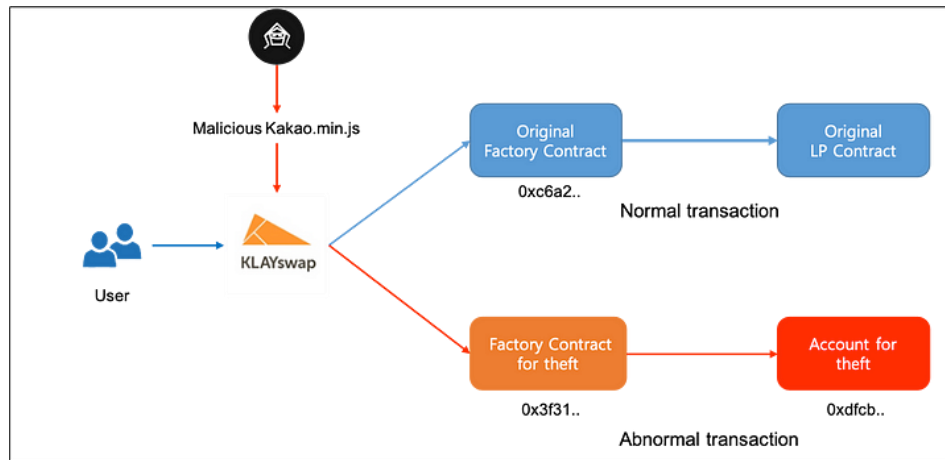 Malicious Kakao.min.js
Original
Factory Contract
Original
LP Contract
0xc6a2..
Normal transaction
KLAYswap
User
Factory Contract
for theft
Account for
theft
0x3f31..
0xdfcb..
Abnormal transaction